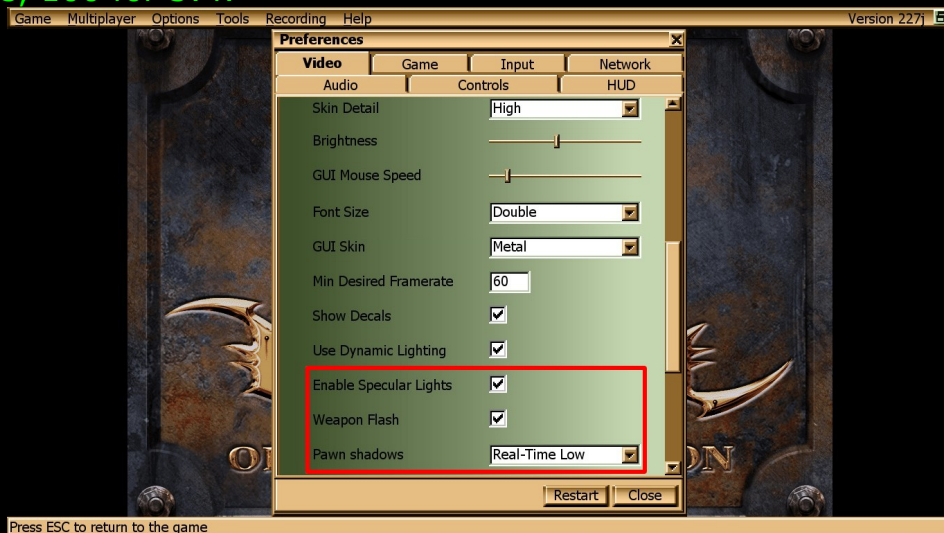 Game Multiplayer Options Tools Recording Help Version 227j
Preferences
Video Game Input Network
Audio Controls HUD
Skin Detail High
Brightness
GUI Mouse Speed
Font Size Double
GUI Skin Metal
Min Desired Framerate 60
Show Decals
Use Dynamic Lighting
Enable Specular Lights
Weapon Flash
Pawn shadows Real-Time Low
Restart Close
Press ESC to return to the game